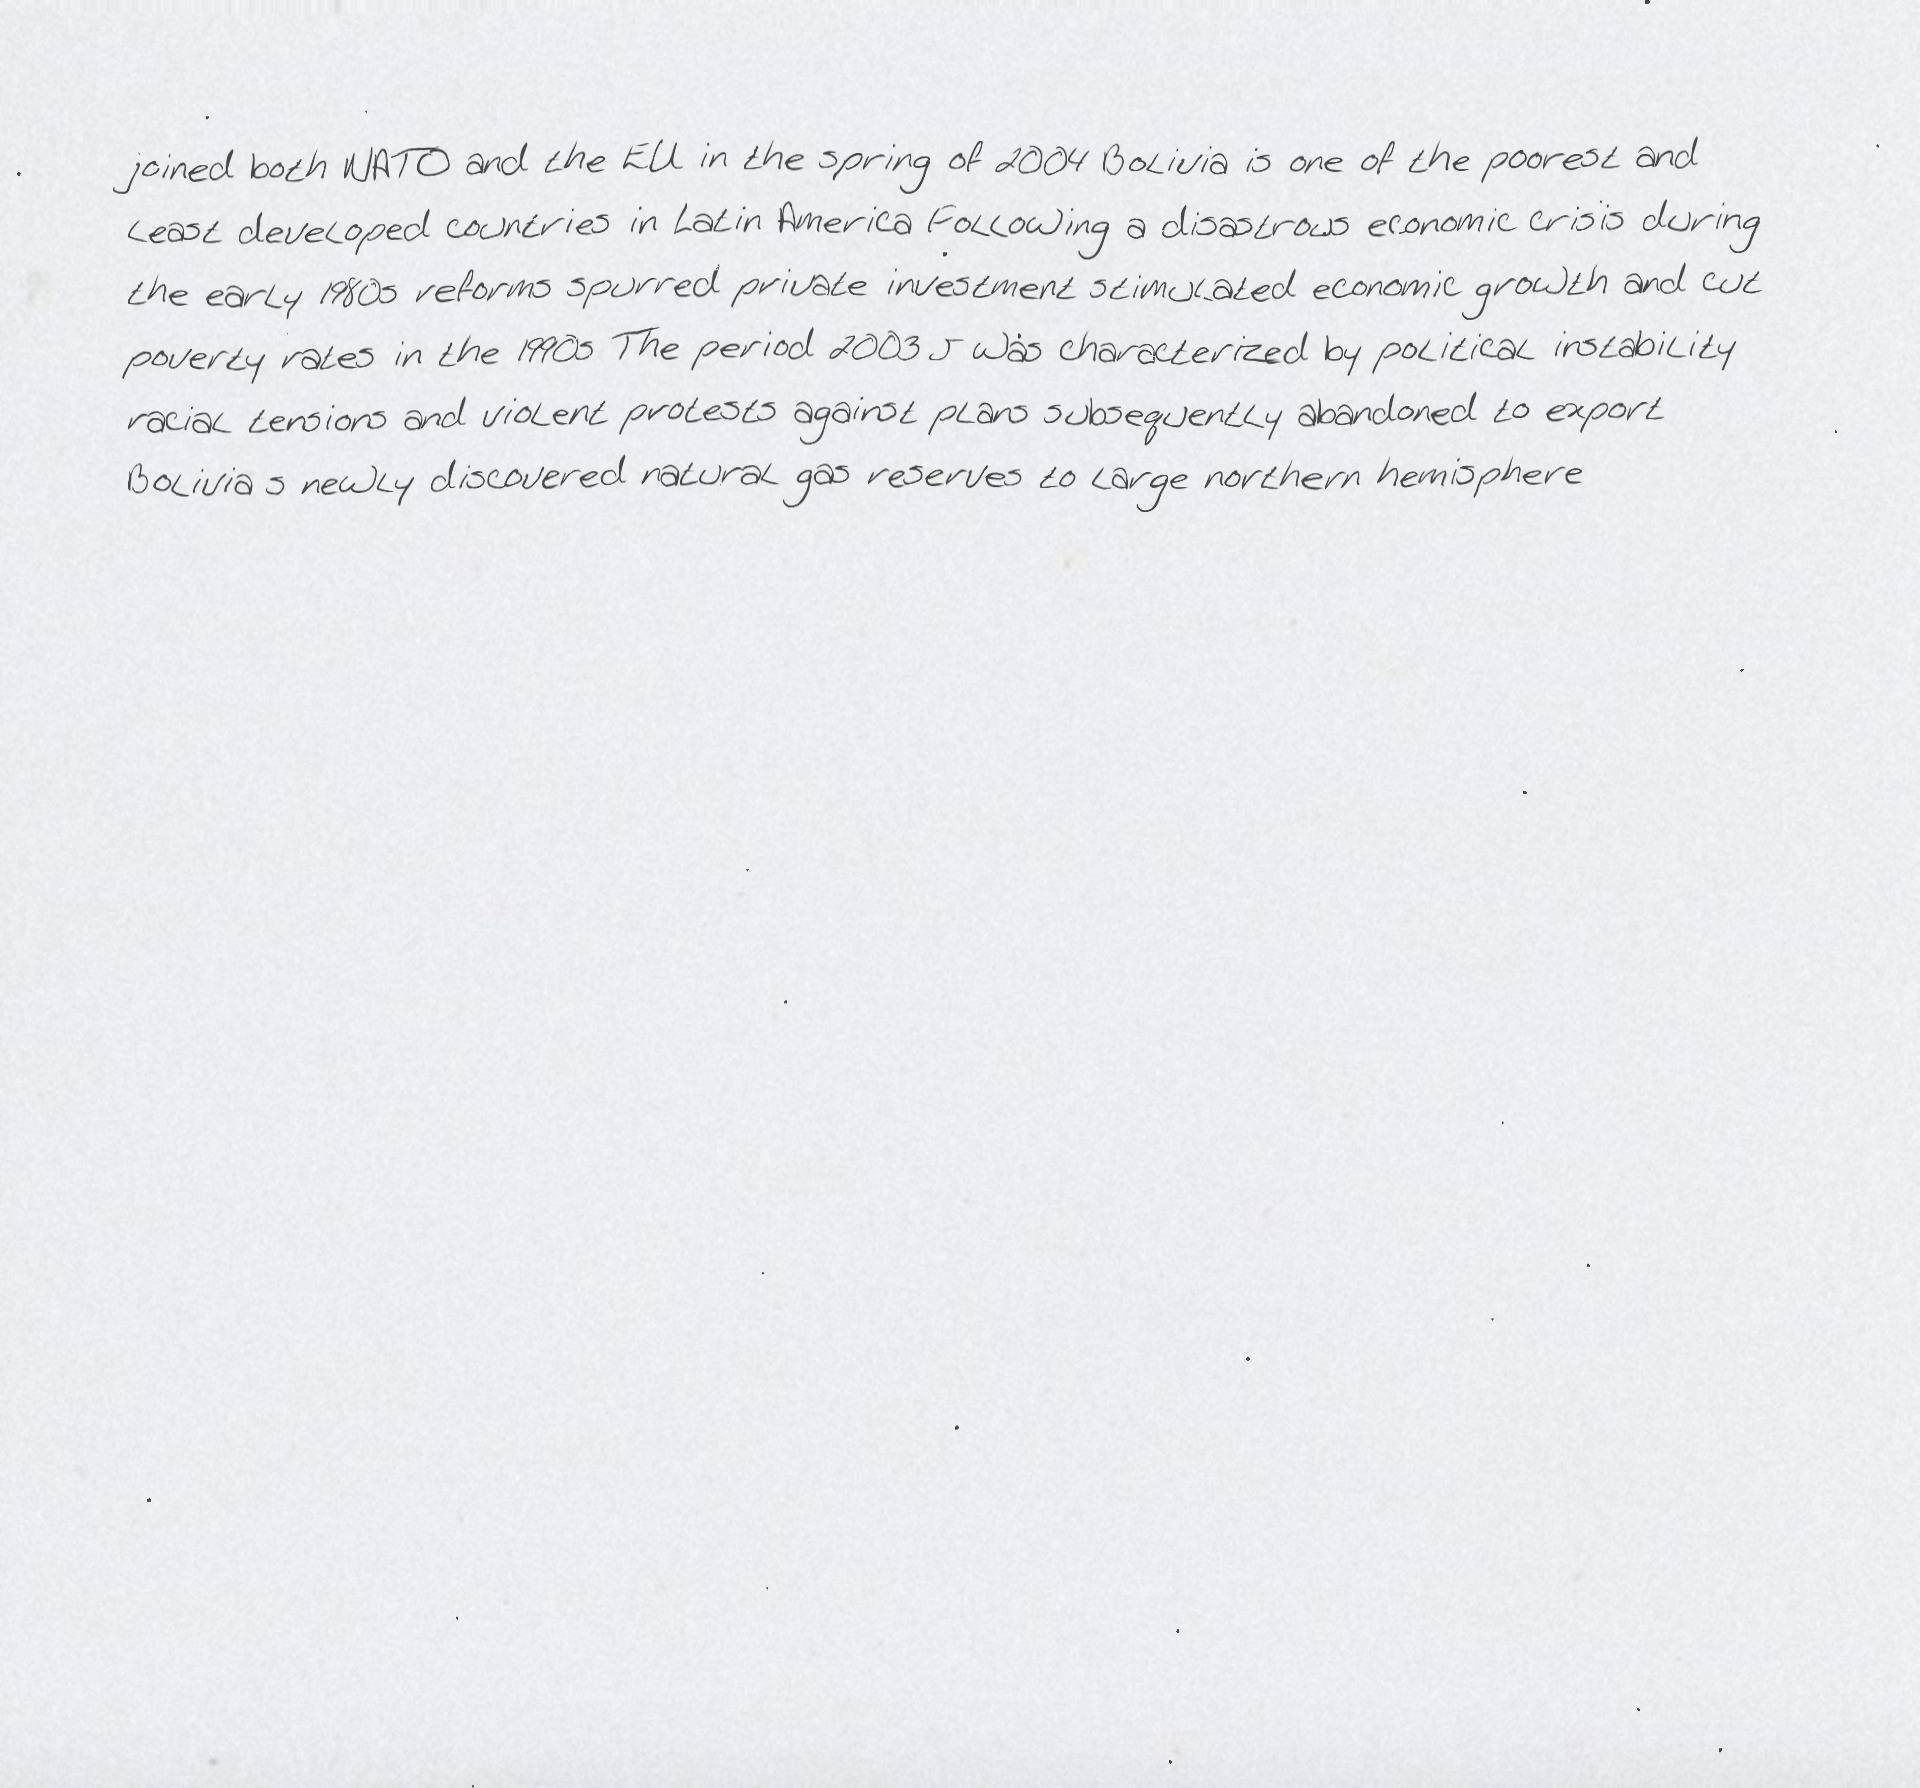 joined both NATO and the EU in the spring of 2004 Bolivia is one of the poorest and
least developed countries in Latin America Following a disastrous economic crisis during
the early 1980s reforms spurred private investment stimulated economic growth and cut
poverty rates in the 1990s The period 2003 5 was characterized by political instability
racial tensions and violent protests against plans subsequently abandoned to export
Bolivia s newly discovered natural gas reserves to large northern hemisphere